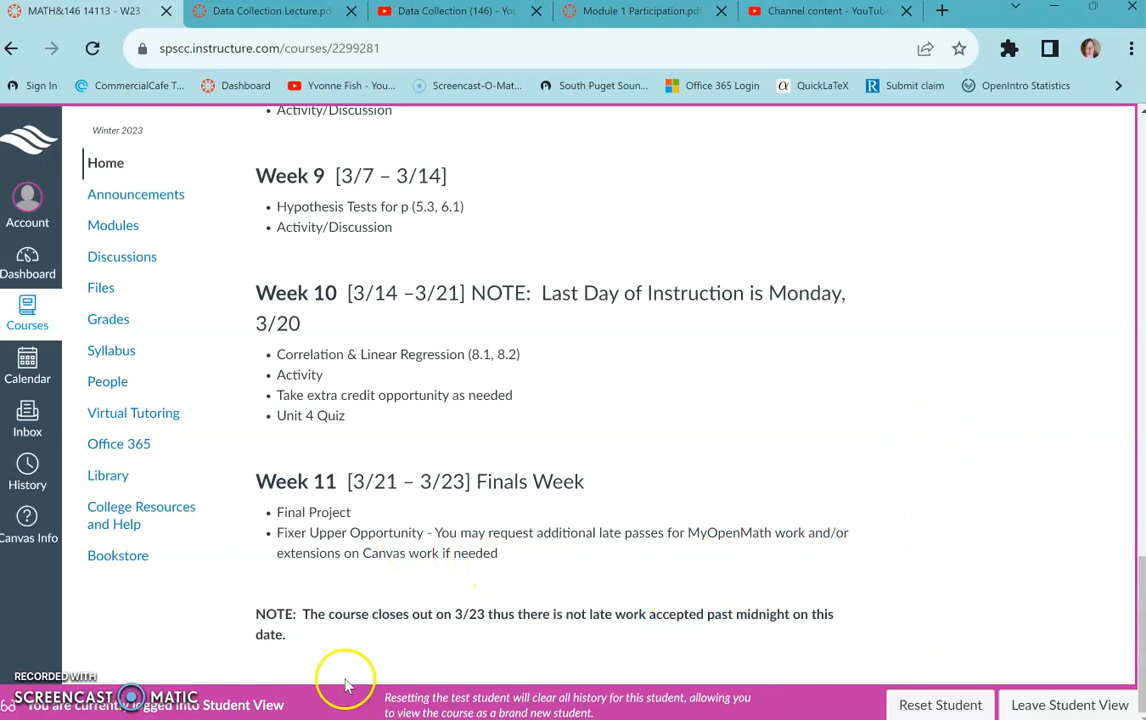 MATH&146 14113 - W23
Data Collection Lecture.pd
Data Collection (146) - Yo
Module 1 Participation.pd
Channel content - YouTub
spscc.instructure.com/courses/2299281
Sign In
CommercialCafe T...
Dashboard
Yvonne Fish - You...
Screencast-O-Mat...
South Puget Soun...
Office 365 Login
QuickLaTeX
Submit claim
OpenIntro Statistics
Account
Dashboard
Courses
Calendar
Inbox
History
Canvas Info
Winter 2023
Home
Announcements
Modules
Discussions
Files
Grades
Syllabus
People
Virtual Tutoring
Office 365
Library
College Resources
and Help
Bookstore
• Activity/Discussion
Week 9 [3/7 – 3/14]
• Hypothesis Tests for p (5.3, 6.1)
• Activity/Discussion
Week 10 [3/14 –3/21] NOTE: Last Day of Instruction is Monday,
3/20
• Correlation & Linear Regression (8.1, 8.2)
• Activity
• Take extra credit opportunity as needed
• Unit 4 Quiz
Week 11 [3/21 – 3/23] Finals Week
• Final Project
• Fixer Upper Opportunity - You may request additional late passes for MyOpenMath work and/or
extensions on Canvas work if needed
NOTE: The course closes out on 3/23 thus there is not late work accepted past midnight on this
date.
RECORDED WITH
SCREENCAST MATIC
You are currently logged into Student View
Resetting the test student will clear all history for this student, allowing you
to view the course as a brand new student.
Reset Student
Leave Student View